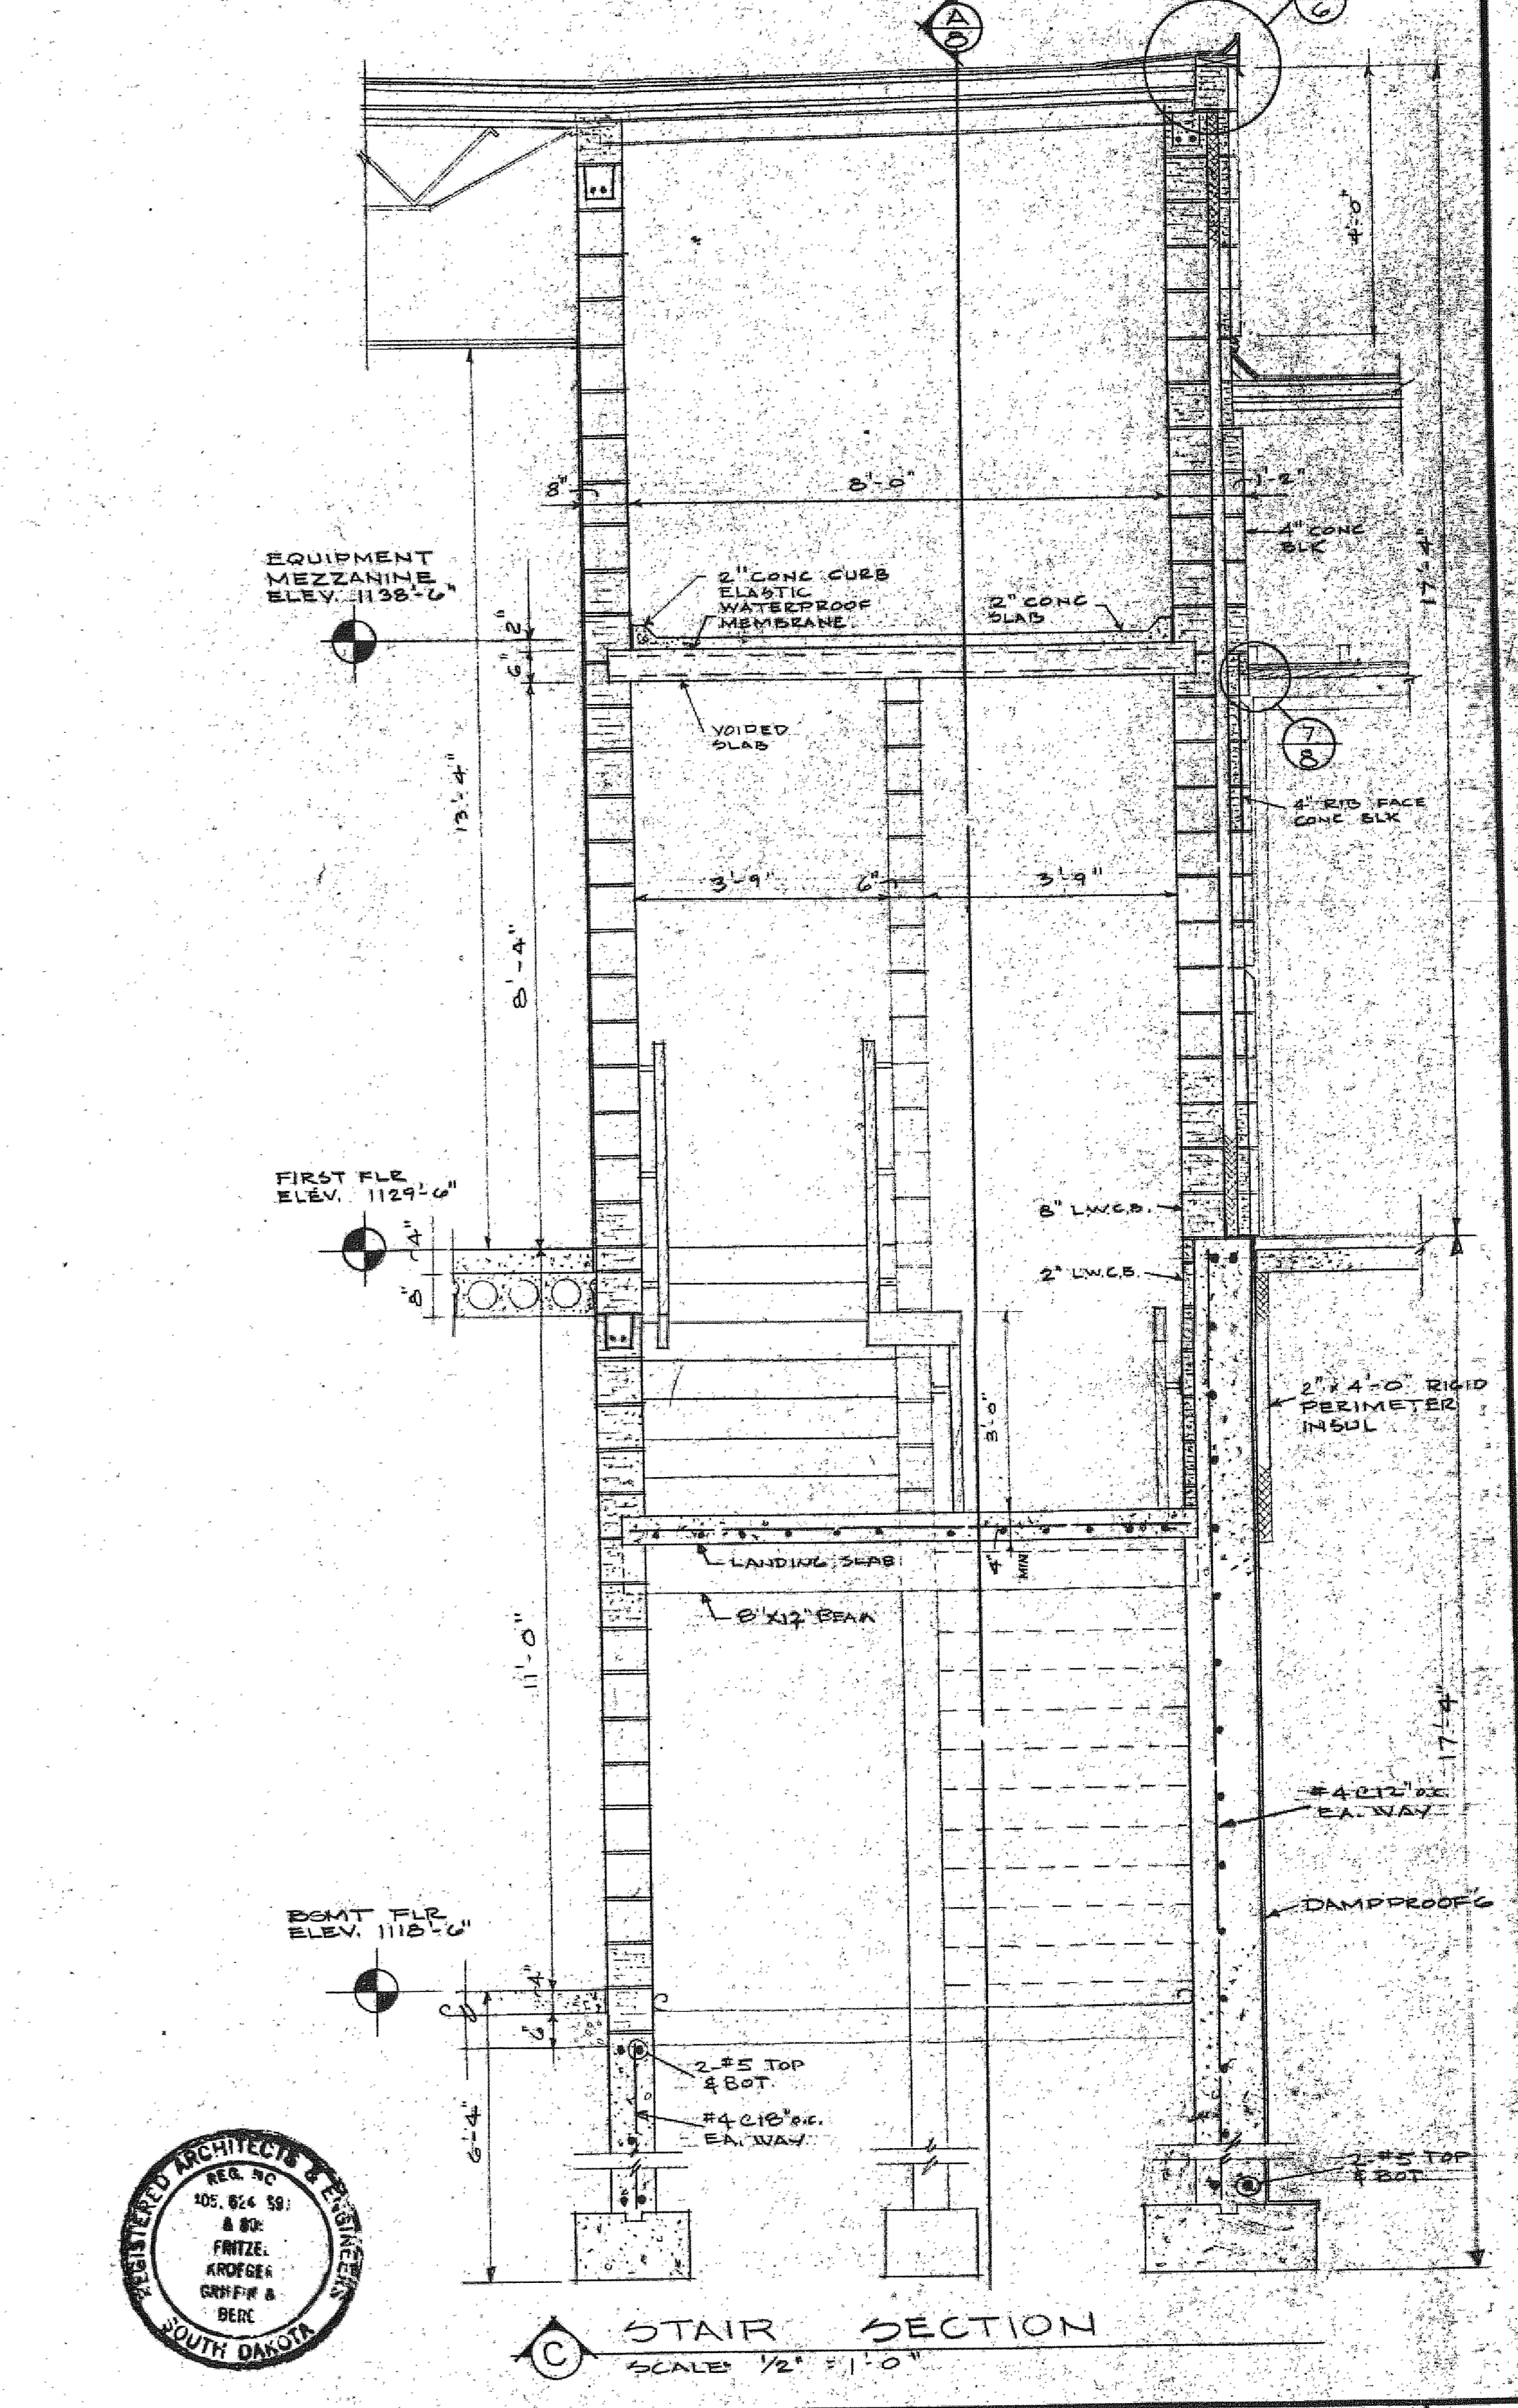 A
8
6
4'-0"
8"
8'-0"
1'-2"
4" CONC
BLK
17'-4"
EQUIPMENT
MEZZANINE
ELEV. 1138'-6"
2"
6"
2" CONC CURB
ELASTIC
WATERPROOF
MEMBRANE
2" CONC
SLAB
VOIDED
SLAB
7
8
4" RIB FACE
CONC BLK
13'-4"
8'-4"
3'-9"
6"
3'-9"
FIRST FLR
ELEV. 1129'-6"
4"
8"
8" L.W.C.B.
2" L.W.C.B.
3'-0"
2" x 4'-0" RIGID
PERIMETER
INSUL
LANDING SLAB
4"
MIN
8"X12" BEAM
11'-0"
17'-4"
#4@12" o.c.
EA. WAY
DAMPPROOF'G
BSMT FLR
ELEV. 1118'-6"
4"
6"
6'-4"
2-#5 TOP
& BOT.
#4@18" o.c.
EA. WAY
2-#5 TOP
& BOT
REGISTERED ARCHITECTS & ENGINEERS
REG. NO
105, 624
FRITZEL
KROEGER
GRIFFIN &
BERG
SOUTH DAKOTA
C
STAIR SECTION
SCALE: 1/2" = 1'-0"